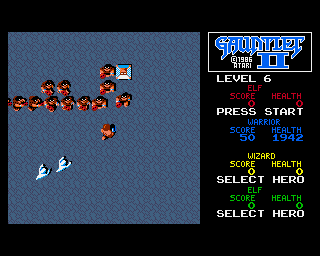 GAUNTLET
©1986
ATARI
II
LEVEL 6
ELF
SCORE HEALTH
0 0
PRESS START
WARRIOR
SCORE HEALTH
50 1942
WIZARD
SCORE HEALTH
0 0
SELECT HERO
ELF
SCORE HEALTH
0 0
SELECT HERO